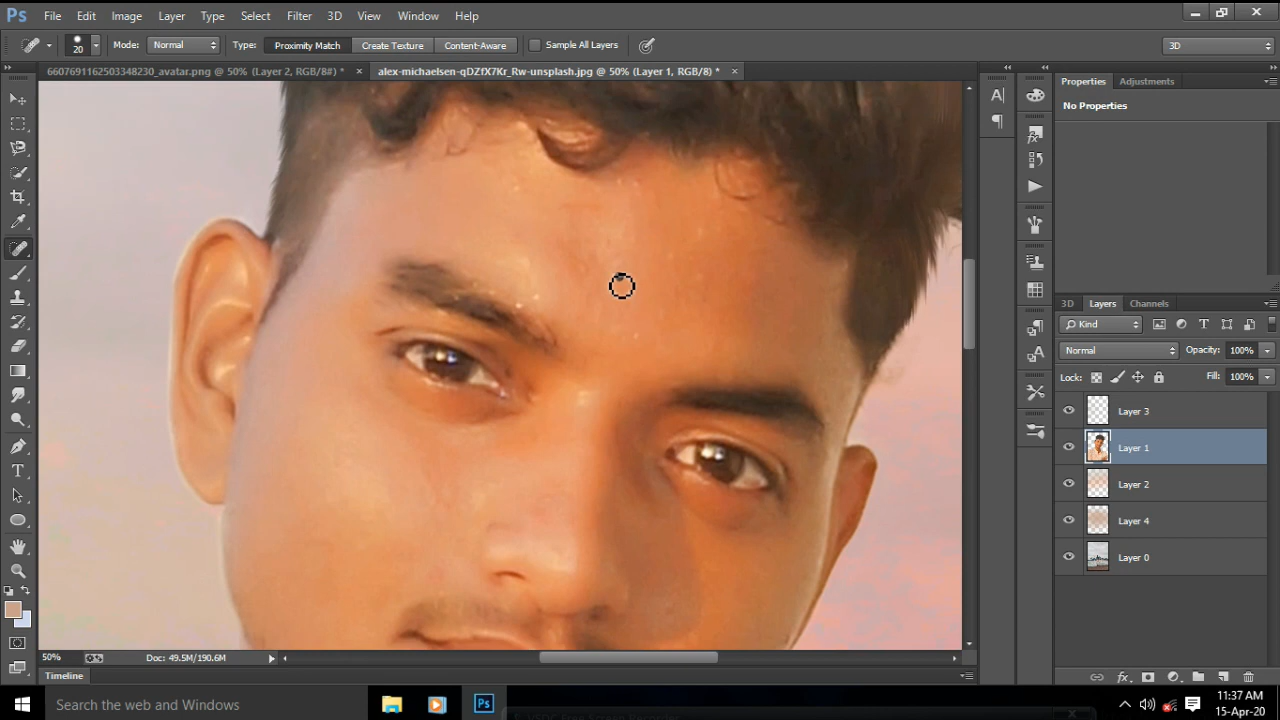 Ps File Edit Image Layer Type Select Filter 3D View Window Help
20 Mode: Normal Type: Proximity Match Create Texture Content-Aware Sample All Layers 3D
6607691162503348230_avatar.png @ 50% (Layer 2, RGB/8#) * × alex-michaelsen-qDZfX7Kr_Rw-unsplash.jpg @ 50% (Layer 1, RGB/8) * ×
Properties Adjustments
No Properties
3D Layers Channels
Kind
Normal Opacity: 100%
Lock: Fill: 100%
Layer 3
Layer 1
Layer 2
Layer 4
Layer 0
50% Doc: 49.5M/190.6M
Timeline
Search the web and Windows
Ps
11:37 AM
15-Apr-20